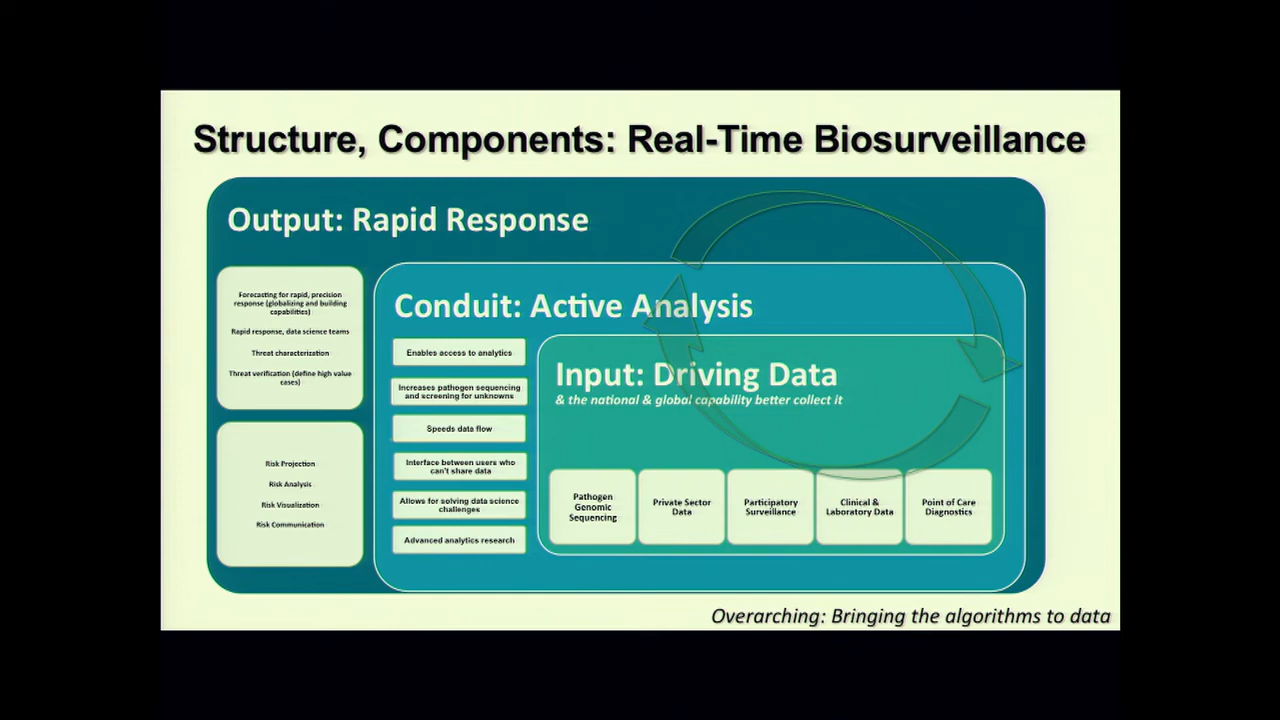 Structure, Components: Real-Time Biosurveillance
Output: Rapid Response
Forecasting for rapid, precision
response (globalizing and building
capabilities)
Rapid response, data science teams
Threat characterization
Threat verification (define high value
cases)
Risk Projection
Risk Analysis
Risk Visualization
Risk Communication
Conduit: Active Analysis
Enables access to analytics
Increases pathogen sequencing
and screening for unknowns
Speeds data flow
Interface between users who
can't share data
Allows for solving data science
challenges
Advanced analytics research
Input: Driving Data
& the national & global capability better collect it
Pathogen
Genomic
Sequencing
Private Sector
Data
Participatory
Surveillance
Clinical &
Laboratory Data
Point of Care
Diagnostics
Overarching: Bringing the algorithms to data